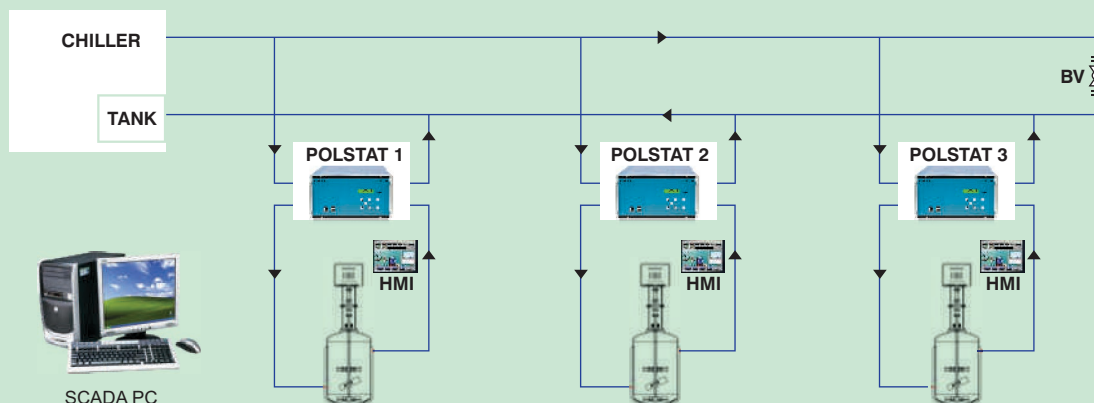 CHILLER
BV
TANK
POLSTAT 1
POLSTAT 2
POLSTAT 3
HMI
HMI
HMI
SCADA PC